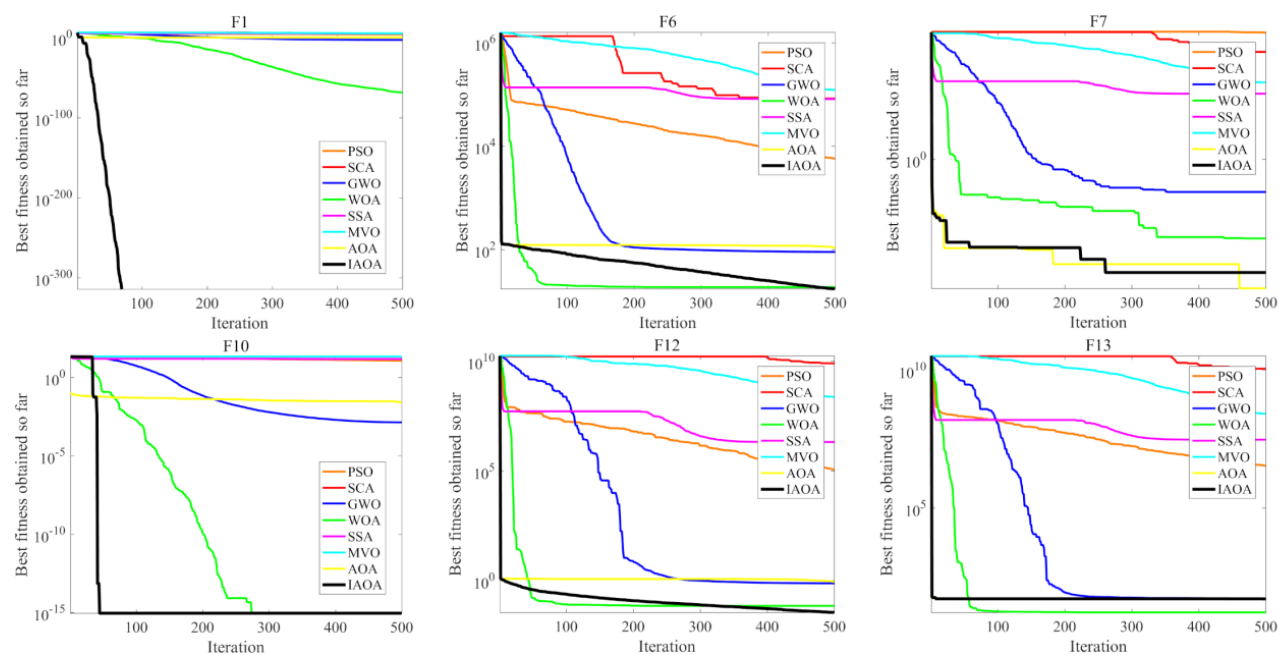 F1
Best fitness obtained so far
10^0
10^-100
10^-200
10^-300
PSO
SCA
GWO
WOA
SSA
MVO
AOA
IAOA
100 200 300 400 500
Iteration
F6
Best fitness obtained so far
10^6
10^4
10^2
PSO
SCA
GWO
WOA
SSA
MVO
AOA
IAOA
100 200 300 400 500
Iteration
F7
Best fitness obtained so far
10^0
PSO
SCA
GWO
WOA
SSA
MVO
AOA
IAOA
100 200 300 400 500
Iteration
F10
Best fitness obtained so far
10^0
10^-5
10^-10
10^-15
PSO
SCA
GWO
WOA
SSA
MVO
AOA
IAOA
100 200 300 400 500
Iteration
F12
Best fitness obtained so far
10^10
10^5
10^0
PSO
SCA
GWO
WOA
SSA
MVO
AOA
IAOA
100 200 300 400 500
Iteration
F13
Best fitness obtained so far
10^10
10^5
PSO
SCA
GWO
WOA
SSA
MVO
AOA
IAOA
100 200 300 400 500
Iteration